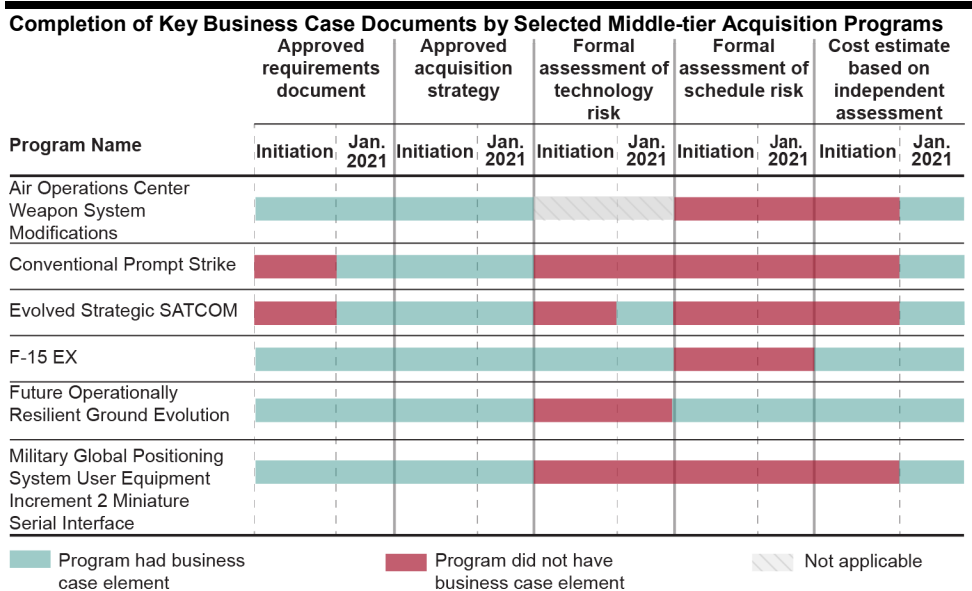 Completion of Key Business Case Documents by Selected Middle-tier Acquisition Programs
Approved
requirements
document
Approved
acquisition
strategy
Formal
assessment of
technology
risk
Formal
assessment of
schedule risk
Cost estimate
based on
independent
assessment
Program Name
Initiation
Jan.
2021
Initiation
Jan.
2021
Initiation
Jan.
2021
Initiation
Jan.
2021
Initiation
Jan.
2021
Air Operations Center
Weapon System
Modifications
Conventional Prompt Strike
Evolved Strategic SATCOM
F-15 EX
Future Operationally
Resilient Ground Evolution
Military Global Positioning
System User Equipment
Increment 2 Miniature
Serial Interface
Program had business
case element
Program did not have
business case element
Not applicable